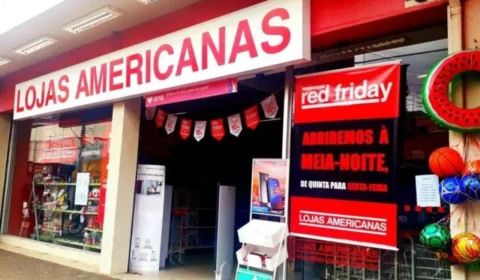 LOJAS AMERICANAS
red friday
ABRIREMOS À
MEIA-NOITE,
DE QUINTA PARA SEXTA-FEIRA
LOJAS AMERICANAS